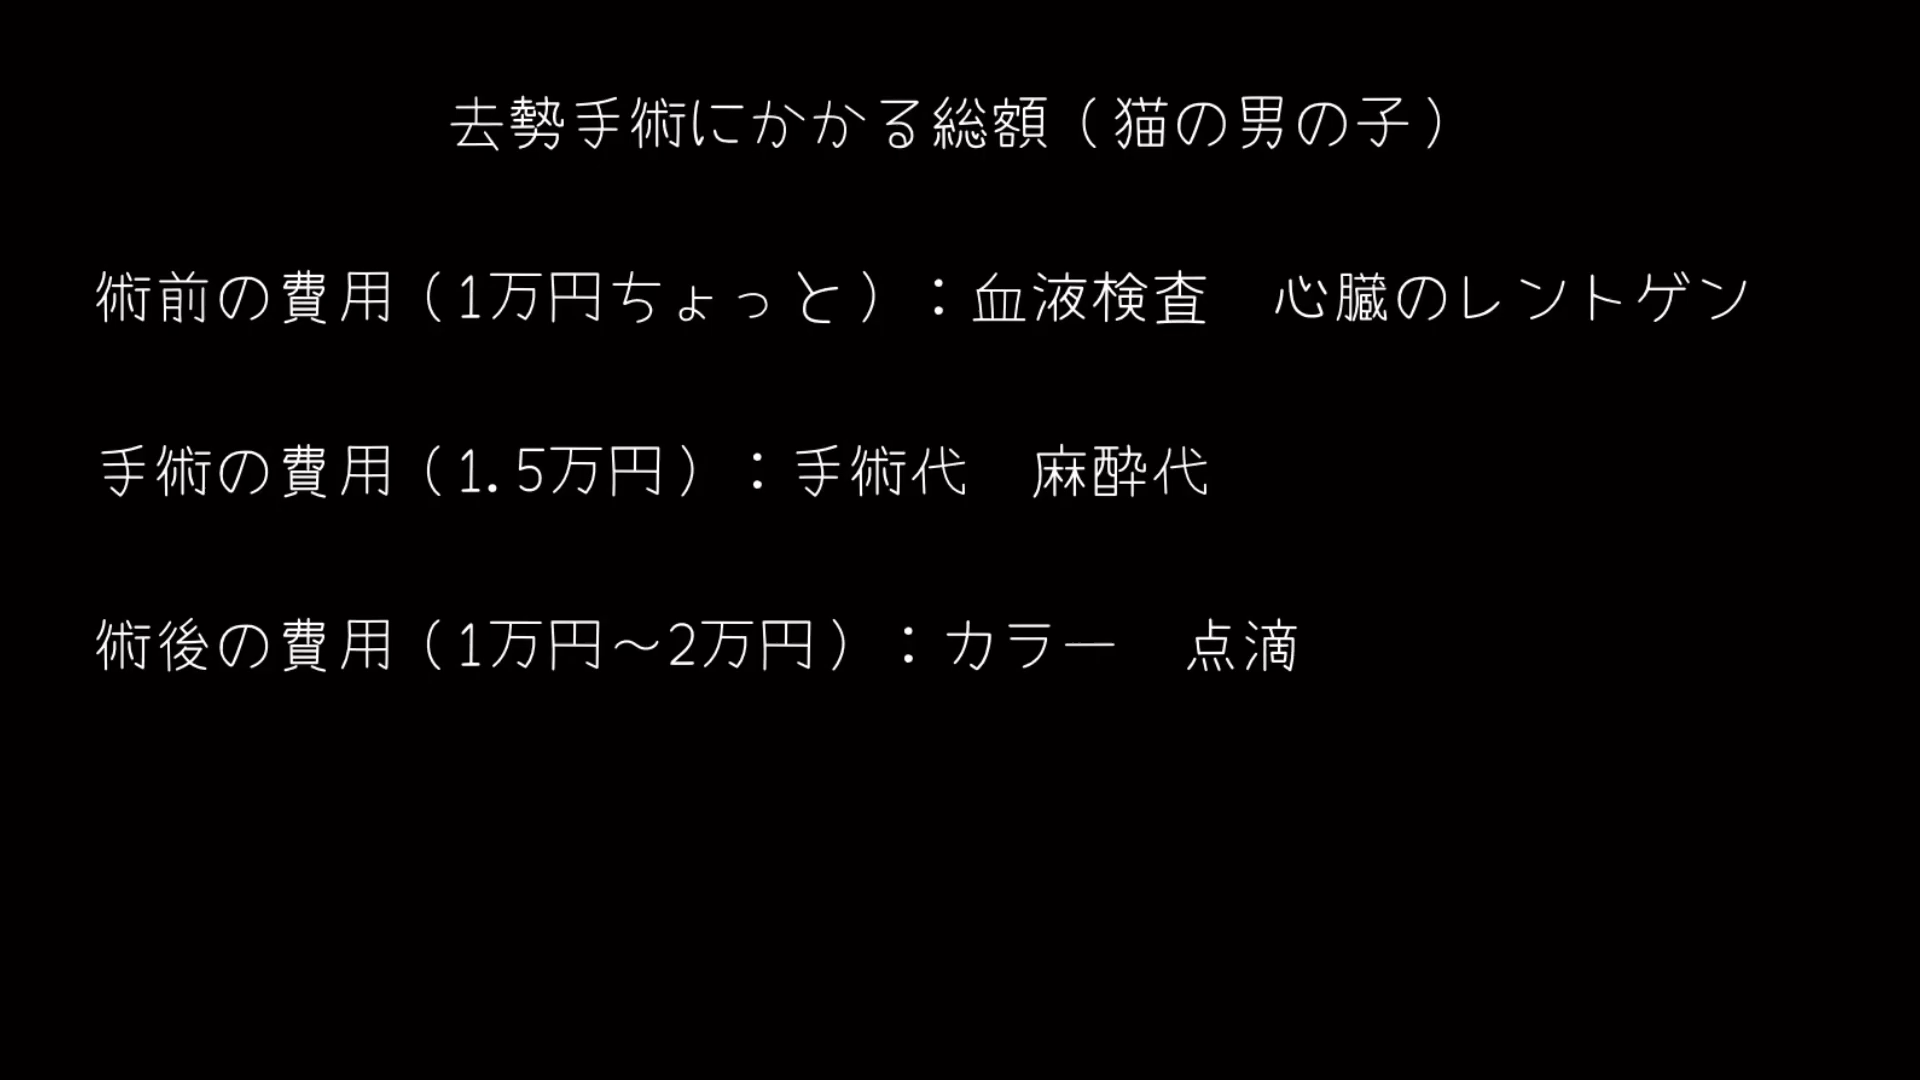 去勢手術にかかる総額（猫の男の子）
術前の費用（1万円ちょっと）：血液検査　心臓のレントゲン
手術の費用（1.5万円）：手術代　麻酔代
術後の費用（1万円～2万円）：カラー　点滴